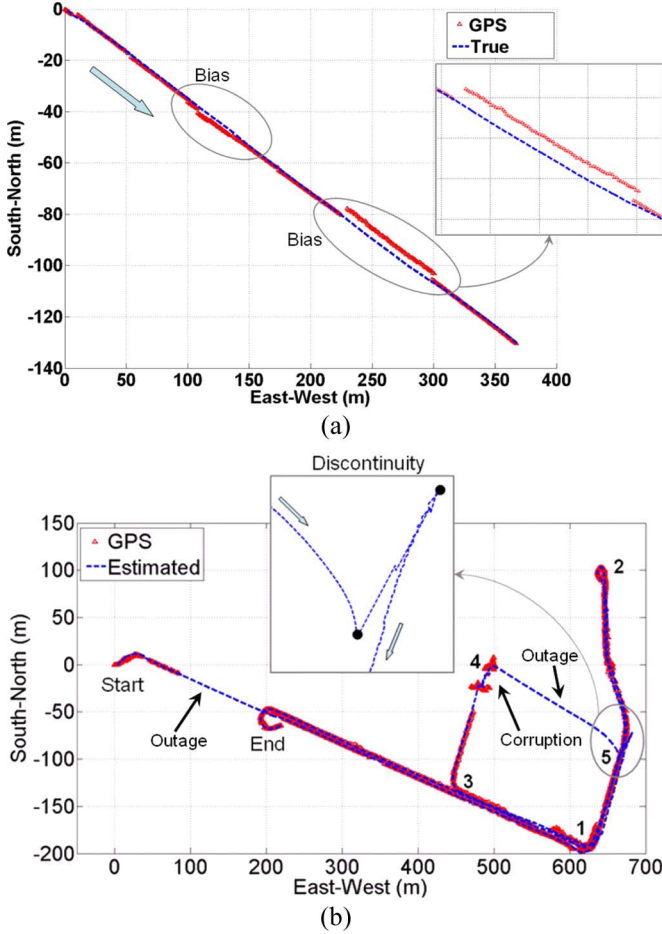 GPS
True
0
-20
-40
-60
-80
-100
-120
-140
South-North (m)
Bias
Bias
0
50
100
150
200
250
300
350
400
East-West (m)
(a)
Discontinuity
GPS
Estimated
150
100
50
0
-50
-100
-150
-200
South-North (m)
2
4
Start
Outage
Outage
Corruption
End
5
3
1
0
100
200
300
400
500
600
700
East-West (m)
(b)